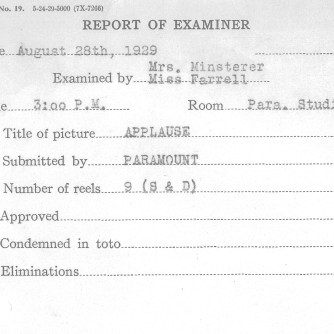 No. 19. 5-24-29-5000 (7X-7266)
REPORT OF EXAMINER
e August 28th, 1929
Mrs. Minsterer
Examined by Miss Farrell
e 3:00 P.M. Room Para. Studi
Title of picture APPLAUSE
Submitted by PARAMOUNT
Number of reels 9 (S & D)
Approved
Condemned in toto
Eliminations